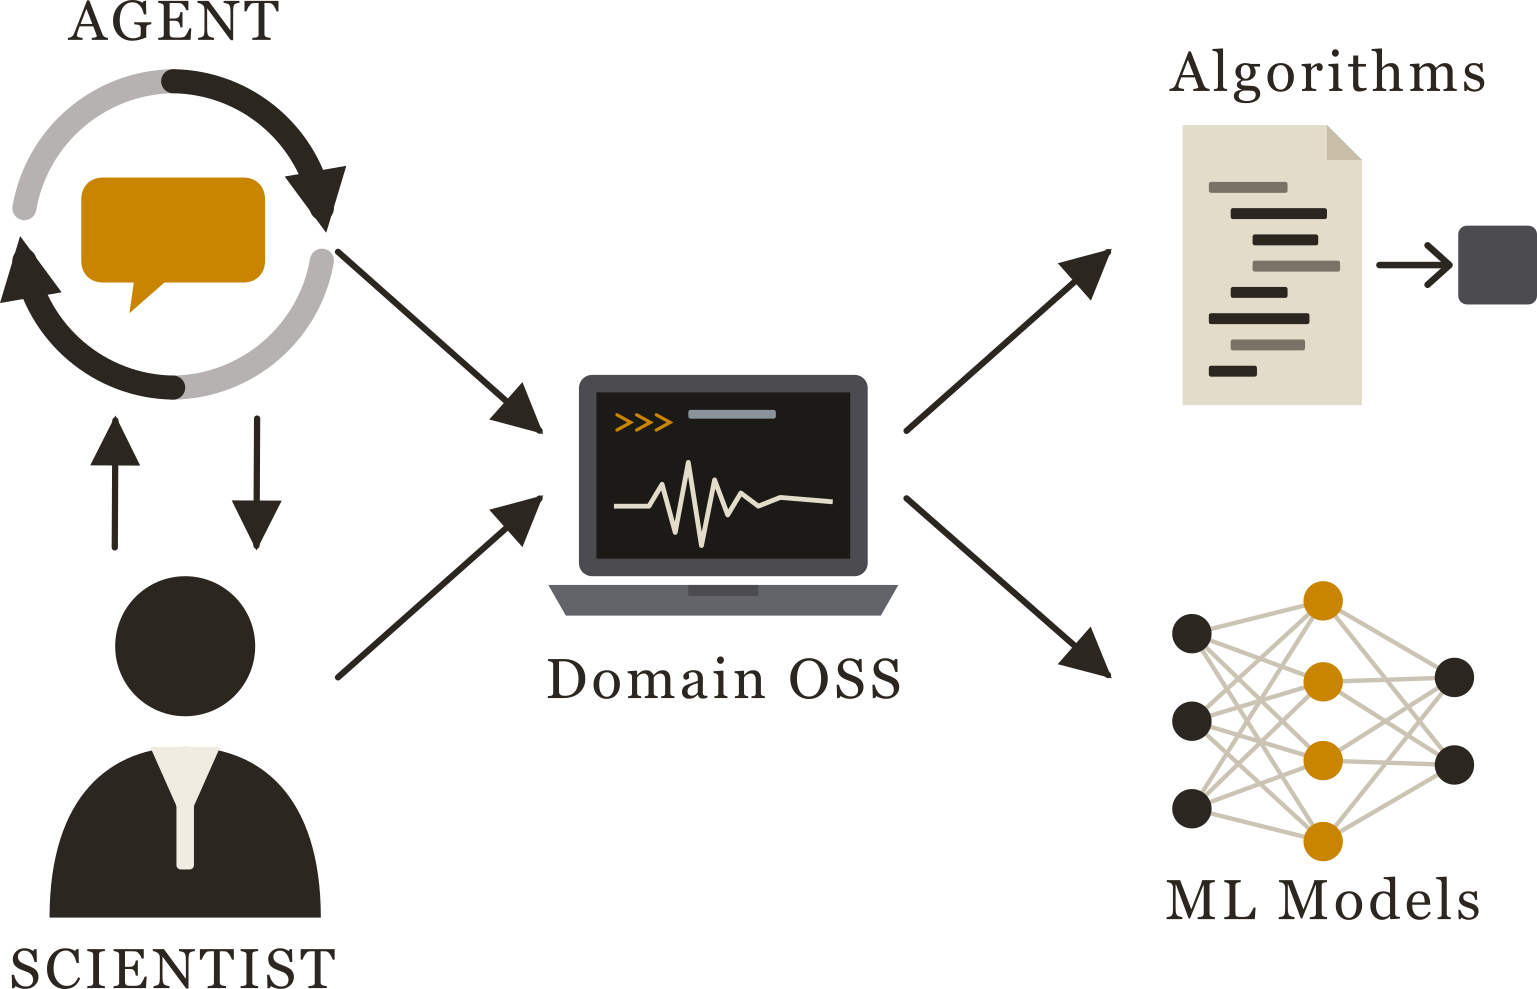 AGENT
Algorithms
>>>
Domain OSS
ML Models
SCIENTIST